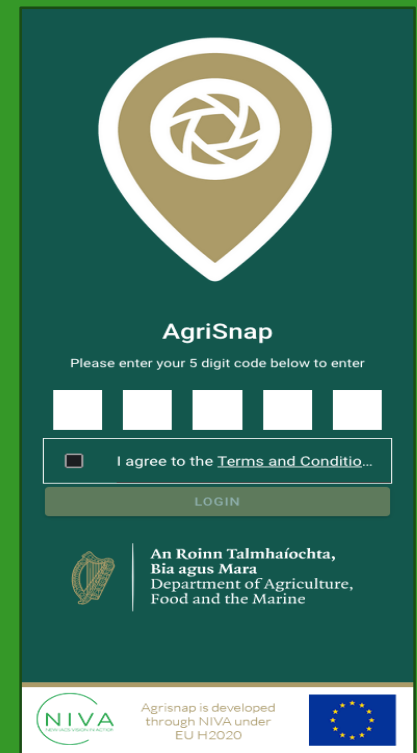 AgriSnap
Please enter your 5 digit code below to enter
I agree to the Terms and Conditio...
LOGIN
An Roinn Talmhaíochta,
Bia agus Mara
Department of Agriculture,
Food and the Marine
NIVA
NEW IACS VISION IN ACTION
Agrisnap is developed
through NIVA under
EU H2020